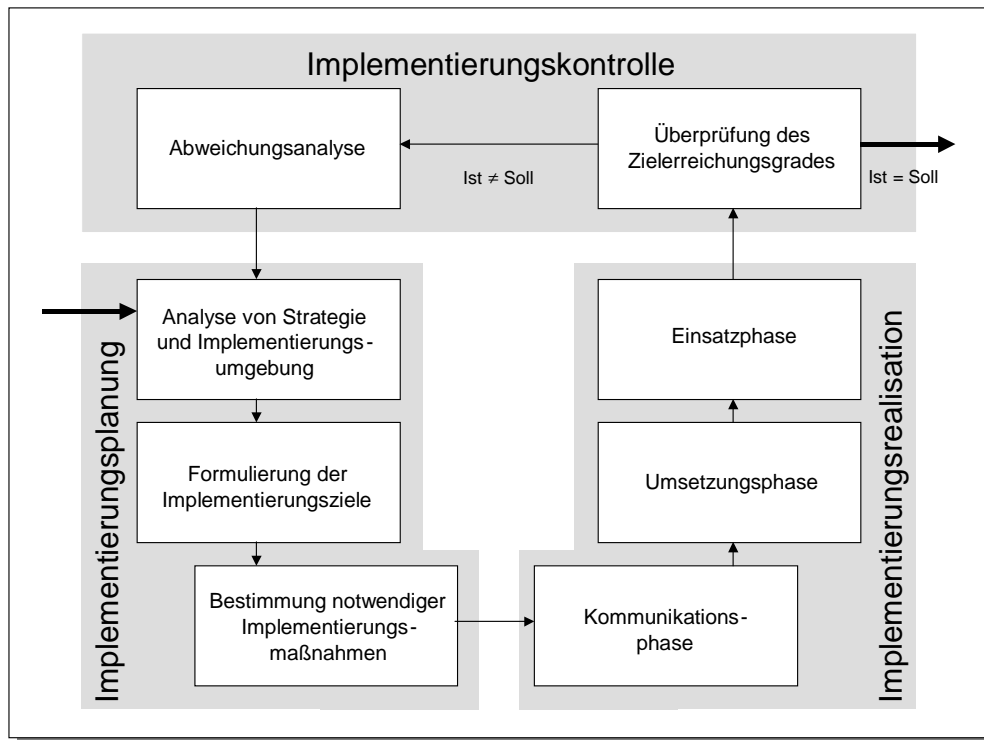 Implementierungskontrolle
Abweichungsanalyse
Ist ≠ Soll
Überprüfung des
Zielerreichungsgrades
Ist = Soll
Implementierungsplanung
Analyse von Strategie
und Implementierungs-
umgebung
Formulierung der
Implementierungsziele
Bestimmung notwendiger
Implementierungs-
maßnahmen
Kommunikations-
phase
Umsetzungsphase
Einsatzphase
Implementierungsrealisation